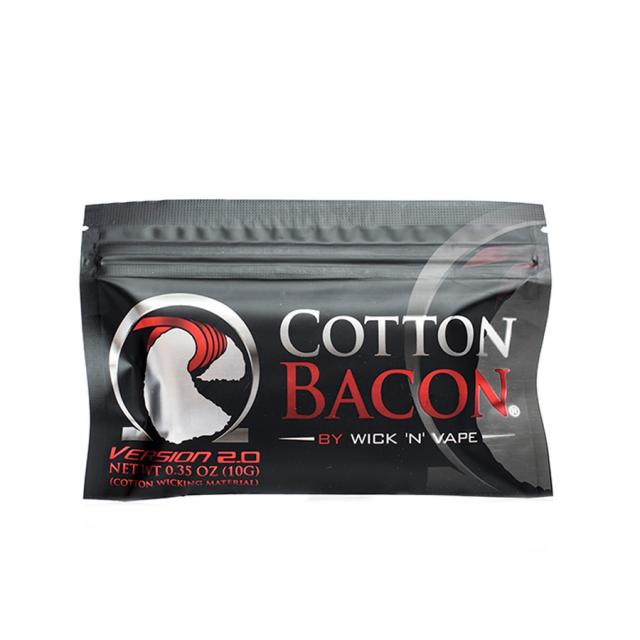 COTTON
BACON®
BY WICK 'N' VAPE
VERSION 2.0
NET WT 0.35 OZ (10G)
(COTTON WICKING MATERIAL)